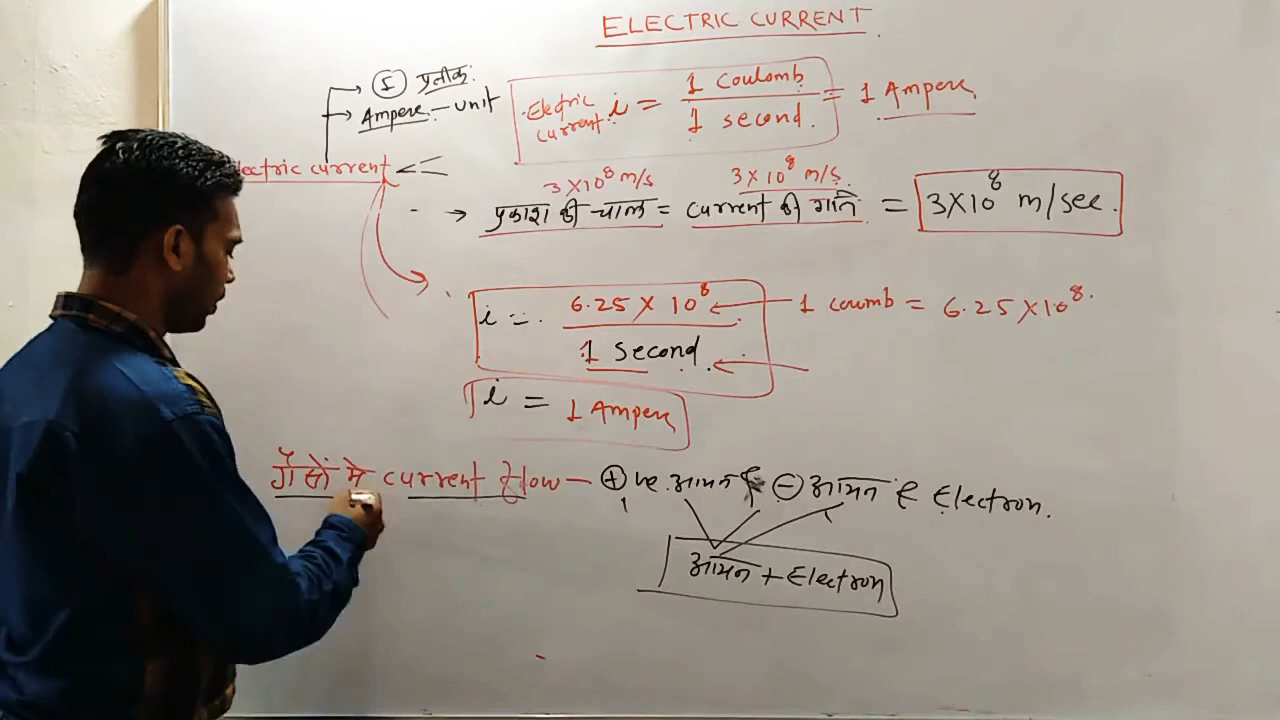 ELECTRIC CURRENT
I प्रतीक
Ampere - unit
Electric current i = 1 Coulomb / 1 second = 1 Ampere
lectric current
3×10⁸ m/s 3×10⁸ m/s
प्रकाश की चाल = current की गति = 3×10⁸ m/sec.
i = 6.25 × 10⁸ / 1 second
1 coumb = 6.25×10⁸
i = 1 Ampere
गैसों मे current flow - + ve आयन - आयन ६ Electron.
आयन + Electron